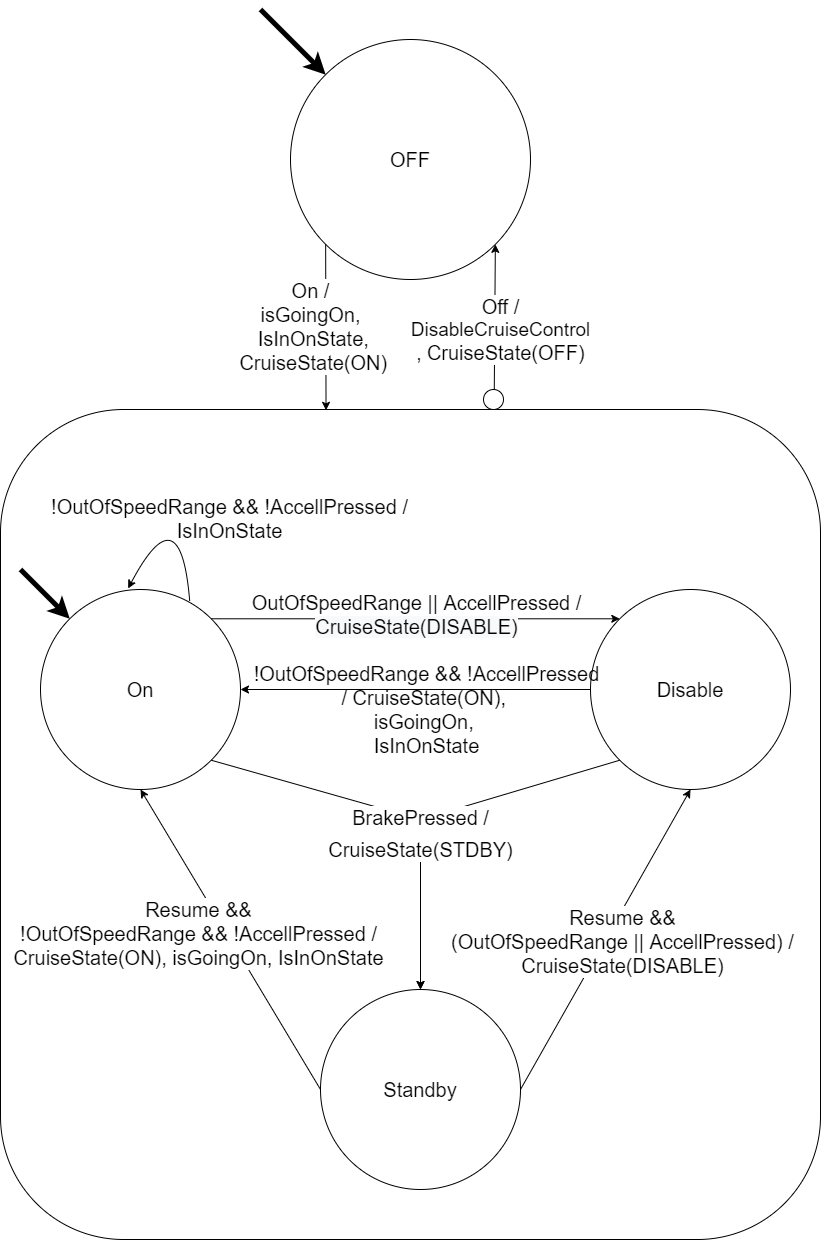 OFF
On /
isGoingOn,
IsInOnState,
CruiseState(ON)
Off /
DisableCruiseControl
, CruiseState(OFF)
!OutOfSpeedRange && !AccellPressed /
IsInOnState
OutOfSpeedRange || AccellPressed /
CruiseState(DISABLE)
!OutOfSpeedRange && !AccellPressed
/ CruiseState(ON),
isGoingOn,
IsInOnState
On
Disable
BrakePressed /
CruiseState(STDBY)
Resume &&
!OutOfSpeedRange && !AccellPressed /
CruiseState(ON), isGoingOn, IsInOnState
Resume &&
(OutOfSpeedRange || AccellPressed) /
CruiseState(DISABLE)
Standby